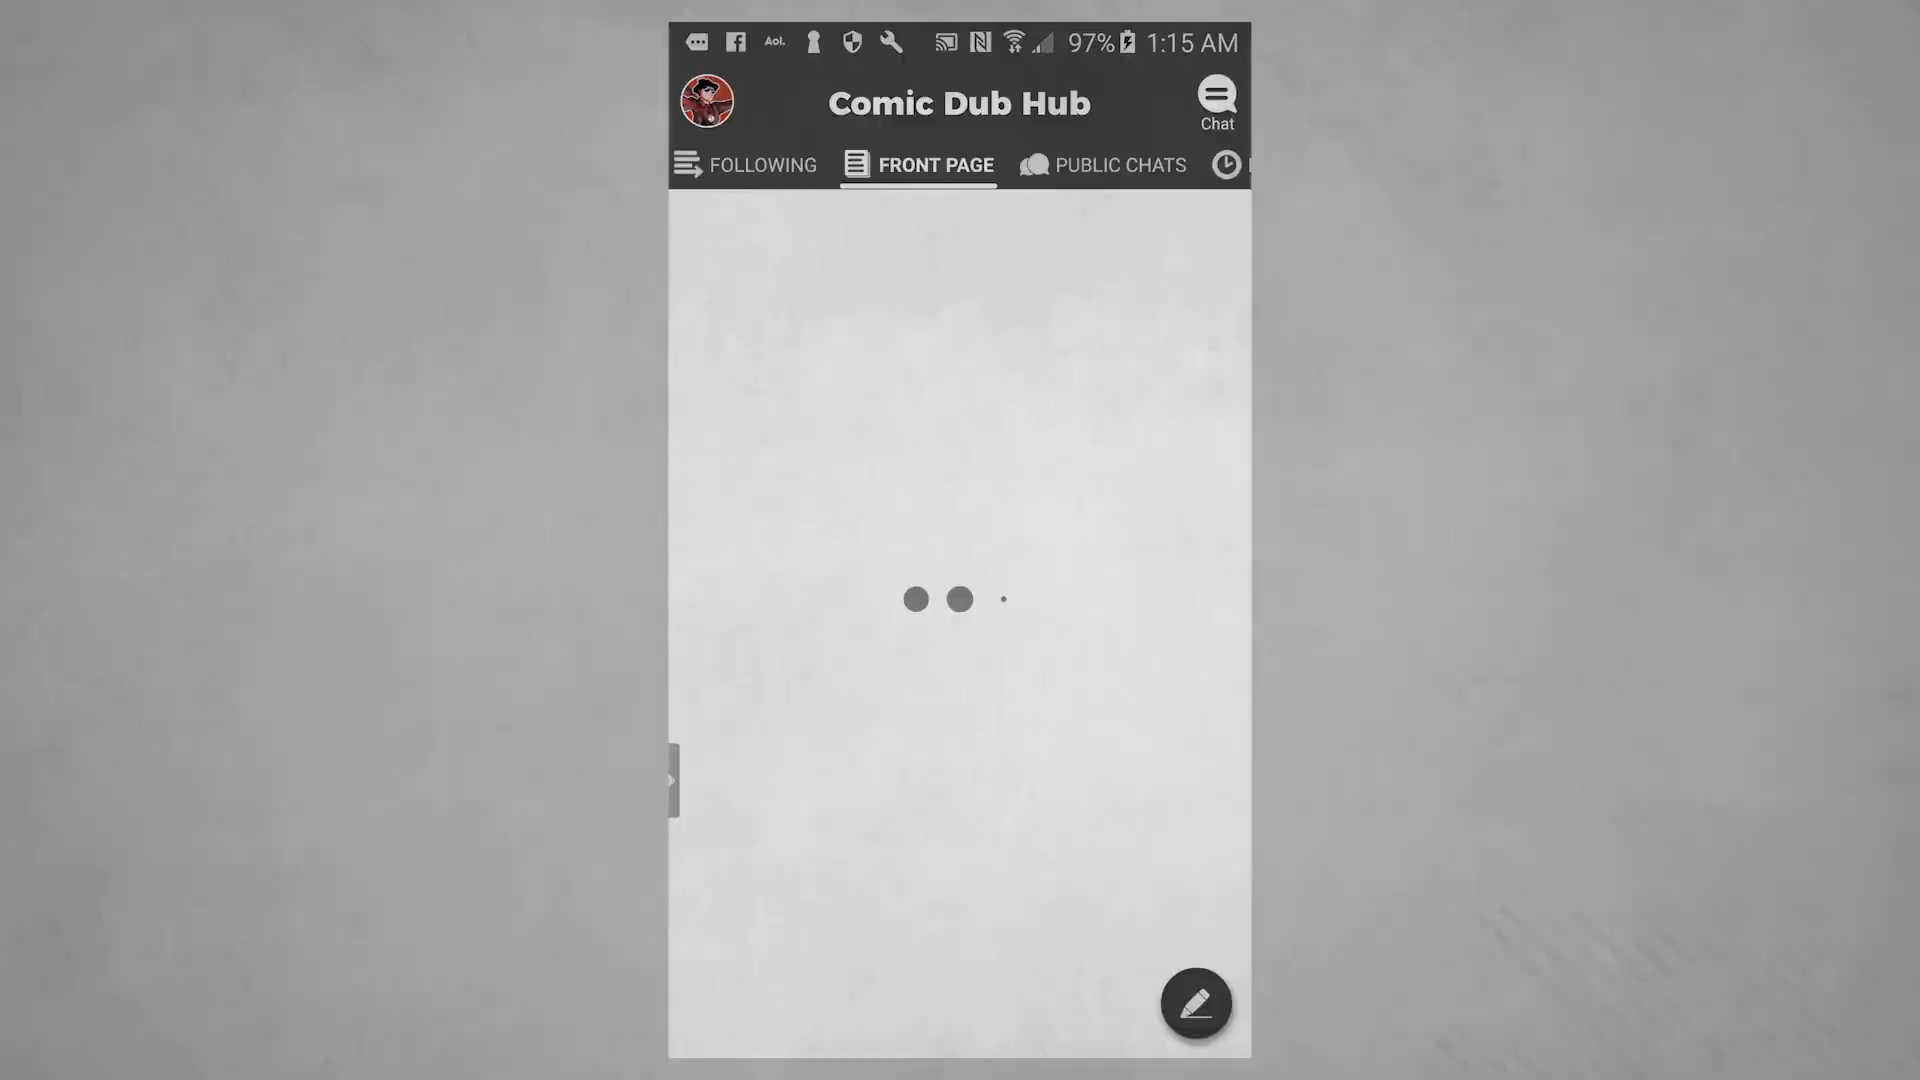 Aol. 97% 1:15 AM
Comic Dub Hub
Chat
FOLLOWING FRONT PAGE PUBLIC CHATS